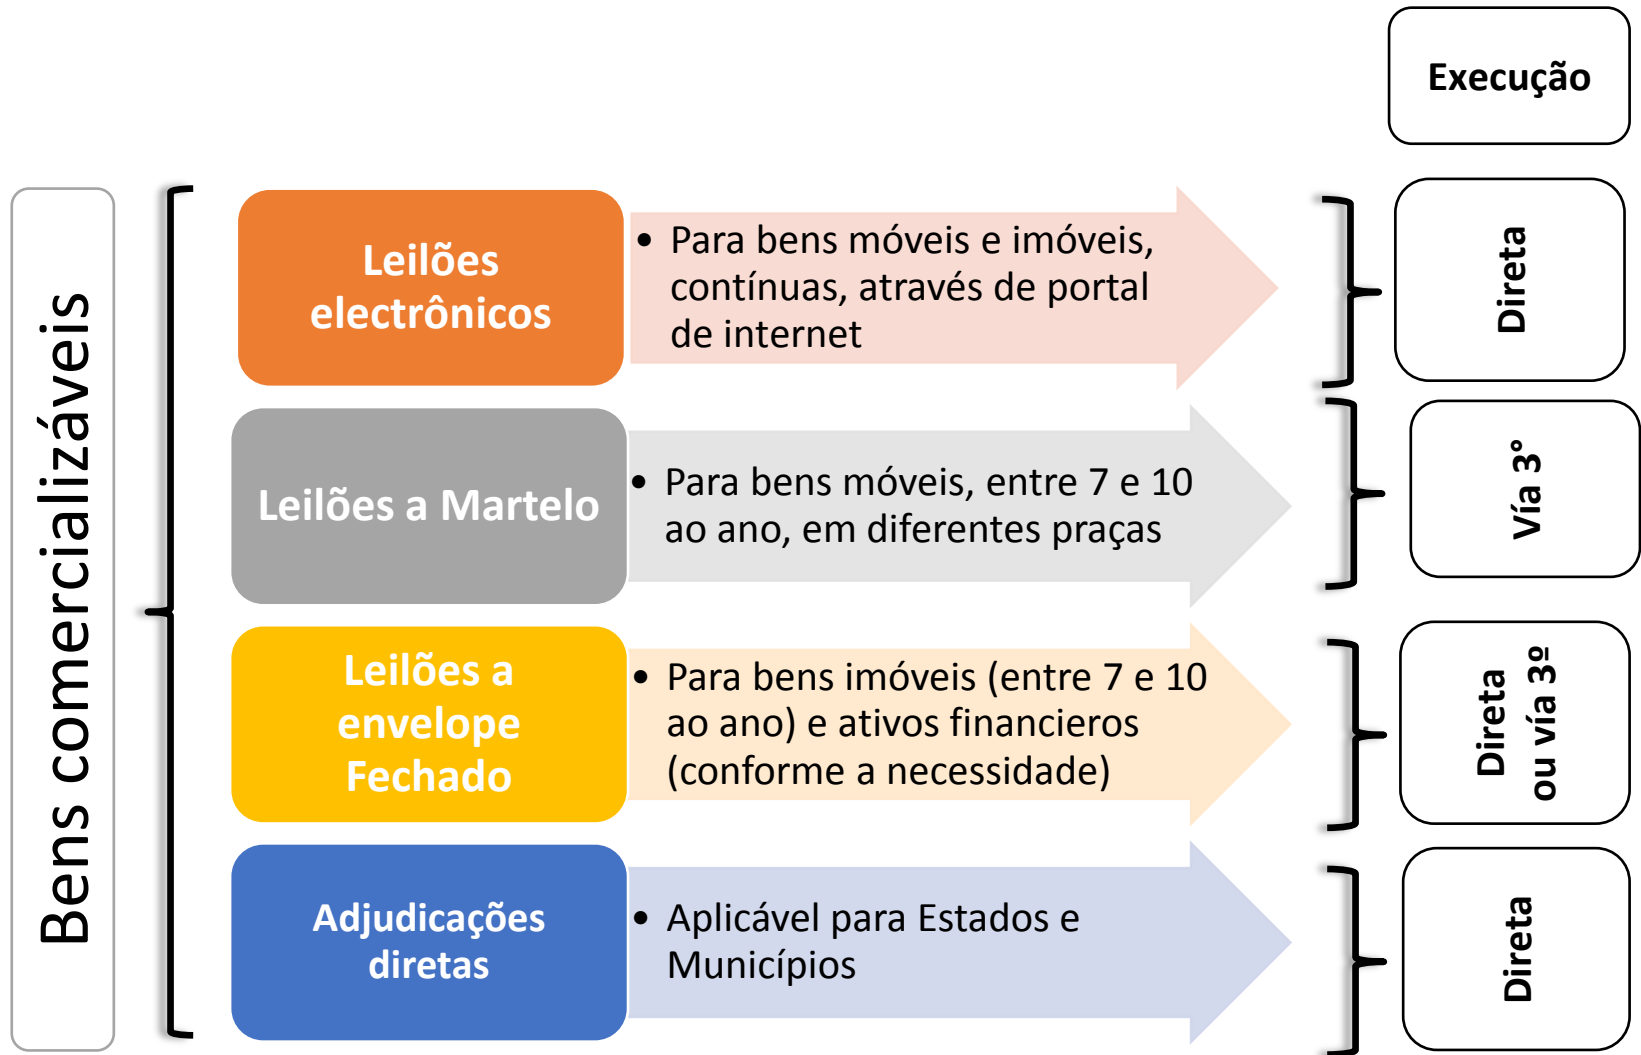 Execução
Bens comercializáveis
Leilões
electrônicos
• Para bens móveis e imóveis,
contínuas, através de portal
de internet
Direta
Leilões a Martelo
• Para bens móveis, entre 7 e 10
ao ano, em diferentes praças
Vía 3°
Leilões a
envelope
Fechado
• Para bens imóveis (entre 7 e 10
ao ano) e ativos financieros
(conforme a necessidade)
Direta
ou vía 3º
Adjudicações
diretas
• Aplicável para Estados e
Municípios
Direta